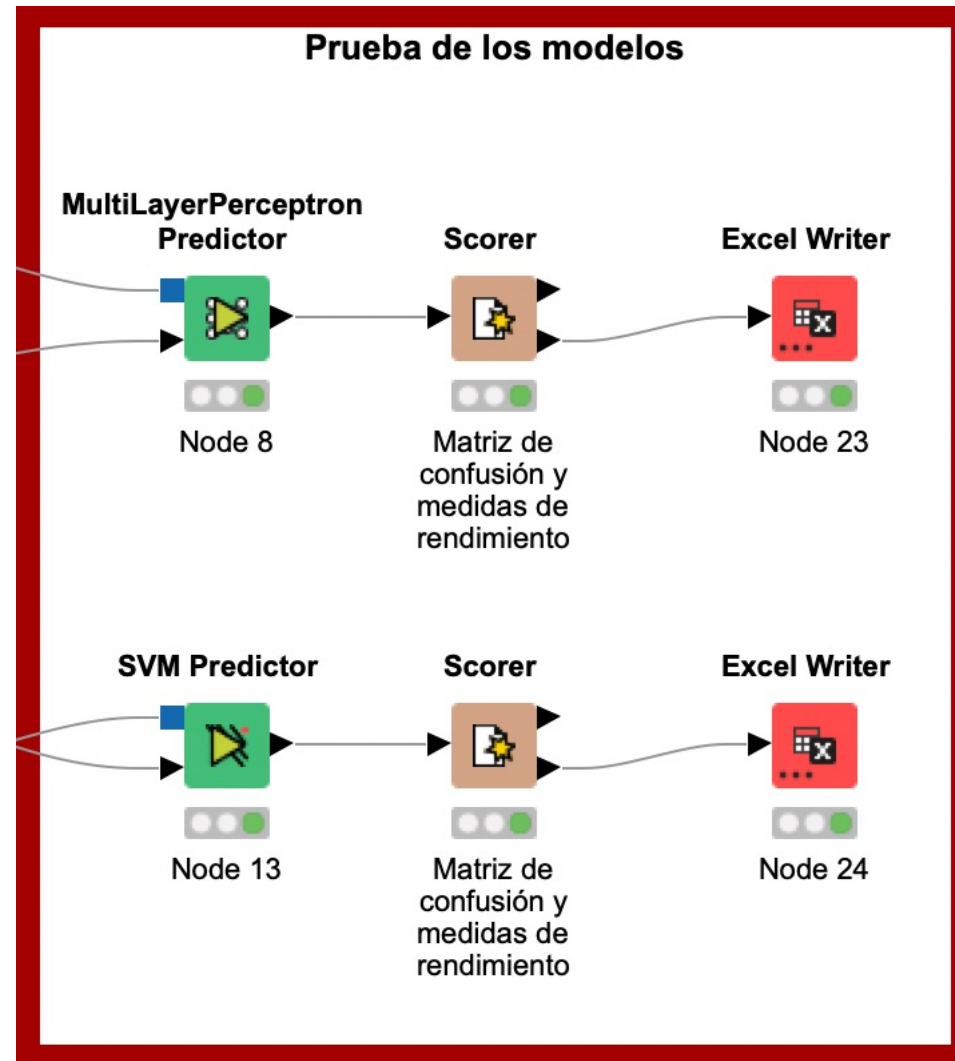 Prueba de los modelos
MultiLayerPerceptron
Predictor
Scorer
Excel Writer
Node 8
Matriz de
confusión y
medidas de
rendimiento
Node 23
SVM Predictor
Scorer
Excel Writer
Node 13
Matriz de
confusión y
medidas de
rendimiento
Node 24